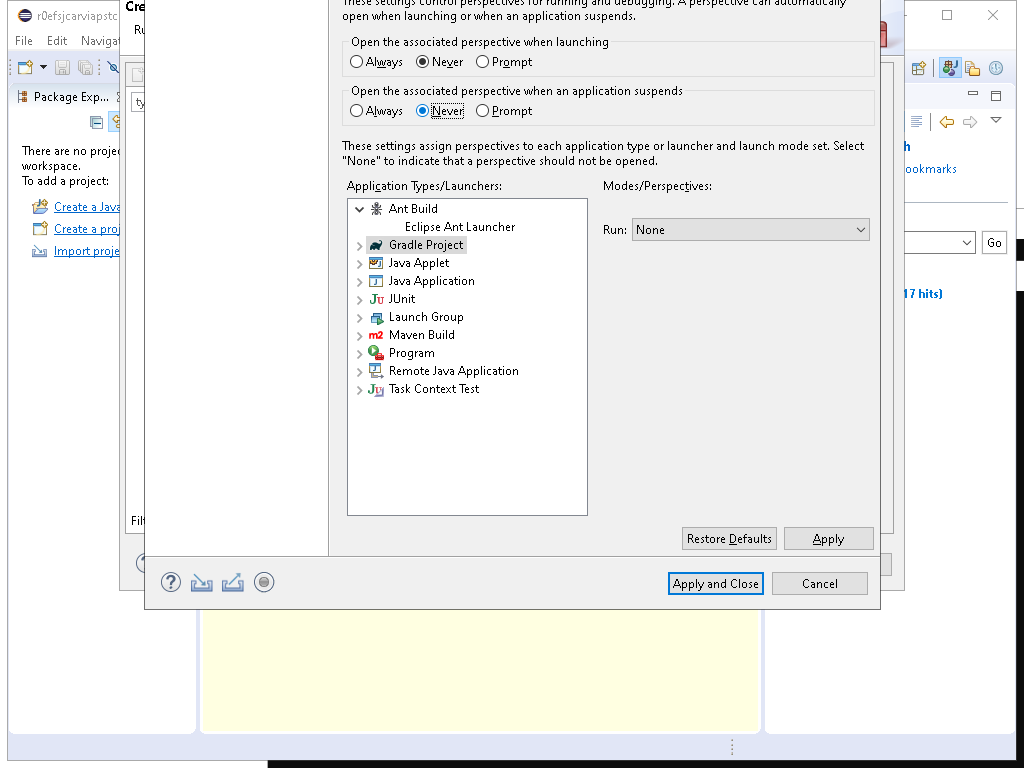 These settings control perspectives for running and debugging. A perspective can automatically
open when launching or when an application suspends.
r0efsjcarviapstc
File Edit Navigat
Cre
Ru
Open the associated perspective when launching
Always Never Prompt
Open the associated perspective when an application suspends
Always Never Prompt
Package Exp...
ty
There are no proje
workspace.
To add a project:
Create a Java
Create a proj
Import proje
These settings assign perspectives to each application type or launcher and launch mode set. Select
"None" to indicate that a perspective should not be opened.
Application Types/Launchers:
Modes/Perspectives:
Ant Build
Eclipse Ant Launcher
Gradle Project
Java Applet
Java Application
JUnit
Launch Group
Maven Build
Program
Remote Java Application
Task Context Test
Run: None
h
ookmarks
Go
17 hits)
Filt
Restore Defaults
Apply
Apply and Close
Cancel